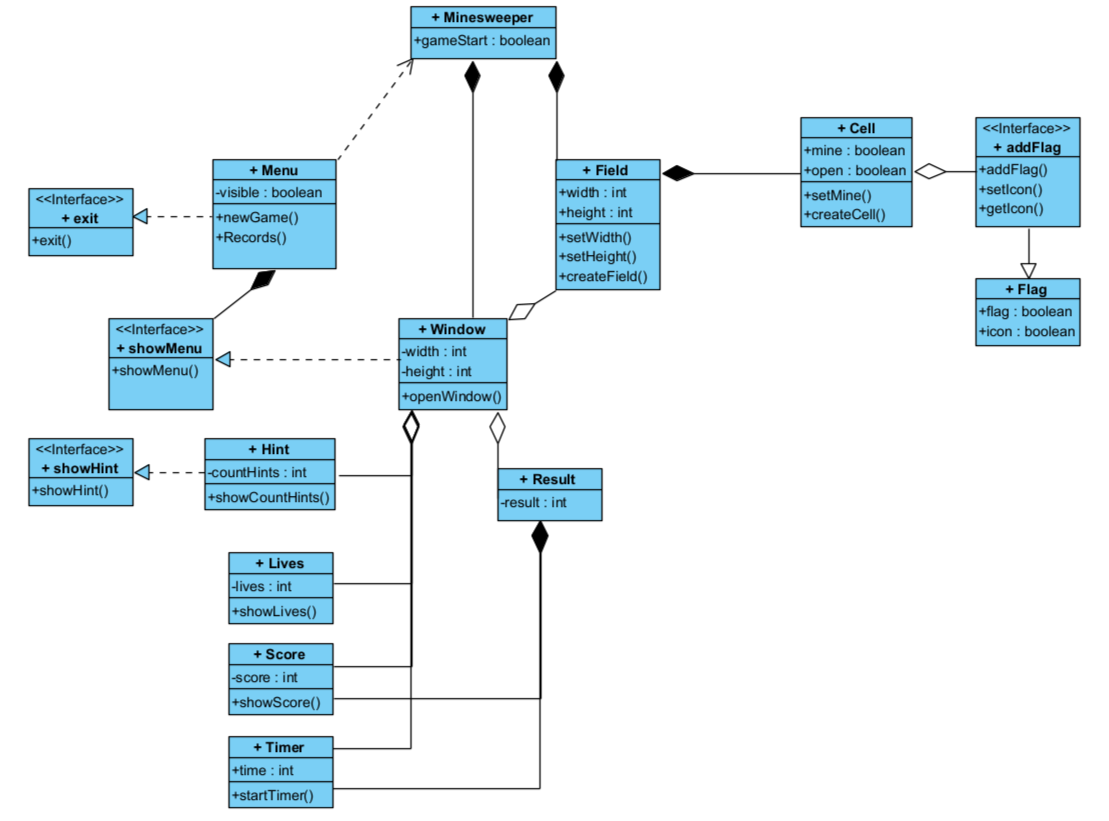 + Minesweeper
+gameStart : boolean
+ Cell
+mine : boolean
+open : boolean
+setMine()
+createCell()
<<Interface>>
+ addFlag
+addFlag()
+setIcon()
+getIcon()
+ Menu
-visible : boolean
+newGame()
+Records()
+ Field
+width : int
+height : int
+setWidth()
+setHeight()
+createField()
<<Interface>>
+ exit
+exit()
+ Flag
+flag : boolean
+icon : boolean
<<Interface>>
+ showMenu
+showMenu()
+ Window
-width : int
-height : int
+openWindow()
<<Interface>>
+ showHint
+showHint()
+ Hint
-countHints : int
+showCountHints()
+ Result
-result : int
+ Lives
-lives : int
+showLives()
+ Score
-score : int
+showScore()
+ Timer
+time : int
+startTimer()